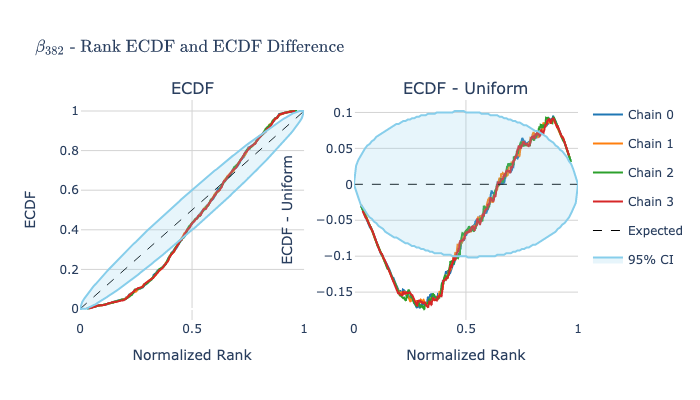 β382 - Rank ECDF and ECDF Difference
ECDF
ECDF - Uniform
ECDF
1
0.8
0.6
0.4
0.2
0
0
0.5
1
Normalized Rank
ECDF - Uniform
0.1
0.05
0
−0.05
−0.1
−0.15
0
0.5
1
Normalized Rank
Chain 0
Chain 1
Chain 2
Chain 3
Expected
95% CI